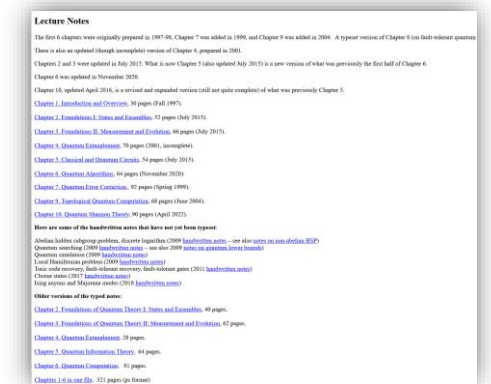 Lecture Notes
The first 6 chapters were originally prepared in 1997-98, Chapter 7 was added in 1999, and Chapter 9 was added in 2004. A typeset version of Chapter 8 (on fault-tolerant quantum
There is also an updated (though incomplete) version of Chapter 4, prepared in 2001.
Chapters 2 and 3 were updated in July 2015. What is now Chapter 5 (also updated July 2015) is a new version of what was previously the first half of Chapter 6.
Chapter 6 was updated in November 2020.
Chapter 10, updated April 2016, is a revised and expanded version (still not quite complete) of what was previously Chapter 5.
Chapter 1. Introduction and Overview, 30 pages (Fall 1997).
Chapter 2. Foundations I: States and Ensembles, 52 pages (July 2015).
Chapter 3. Foundations II: Measurement and Evolution, 66 pages (July 2015).
Chapter 4. Quantum Entanglement, 70 pages (2001, incomplete).
Chapter 5. Classical and Quantum Circuits, 54 pages (July 2015).
Chapter 6. Quantum Algorithms, 64 pages (November 2020).
Chapter 7. Quantum Error Correction, 92 pages (Spring 1999).
Chapter 9. Topological Quantum Computation, 68 pages (June 2004).
Chapter 10. Quantum Shannon Theory, 90 pages (April 2022).
Here are some of the handwritten notes that have not yet been typeset:
Abelian hidden subgroup problem, discrete logarithm (2009 handwritten notes – see also notes on non-abelian HSP)
Quantum searching (2009 handwritten notes – see also 2009 notes on quantum lower bounds)
Quantum simulation (2009 handwritten notes)
Local Hamiltonian problem (2009 handwritten notes)
Toric code recovery, fault-tolerant recovery, fault-tolerant gates (2011 handwritten notes)
Cluster states (2017 handwritten notes)
Ising anyons and Majorana modes (2018 handwritten notes)
Older versions of the typed notes:
Chapter 2. Foundations of Quantum Theory I: States and Ensembles, 40 pages.
Chapter 3. Foundations of Quantum Theory II: Measurement and Evolution, 62 pages.
Chapter 4. Quantum Entanglement, 28 pages.
Chapter 5. Quantum Information Theory, 64 pages.
Chapter 6. Quantum Computation, 91 pages.
Chapters 1-6 in one file, 321 pages (ps format)